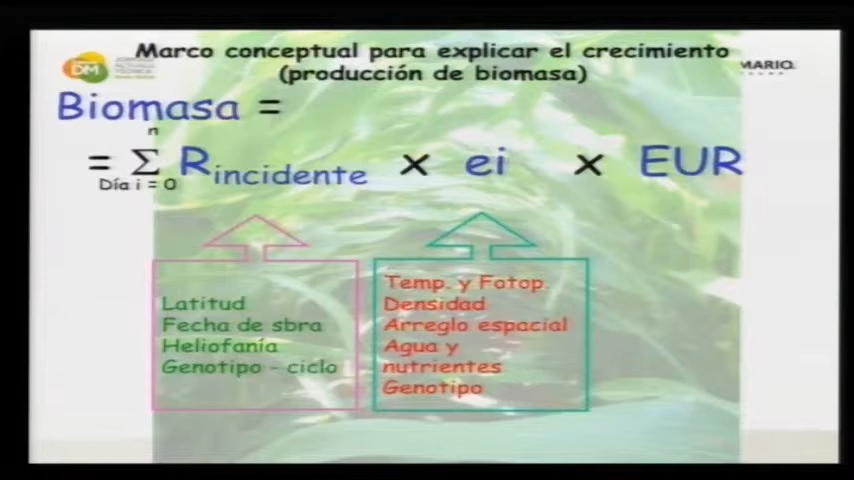 Marco conceptual para explicar el crecimiento
(producción de biomasa)
DM
MARIO
Biomasa =
n
= Σ Rincidente x ei x EUR
Día i = 0
Latitud
Fecha de sbra
Heliofanía
Genotipo - ciclo
Temp. y Fotop.
Densidad
Arreglo espacial
Agua y
nutrientes
Genotipo